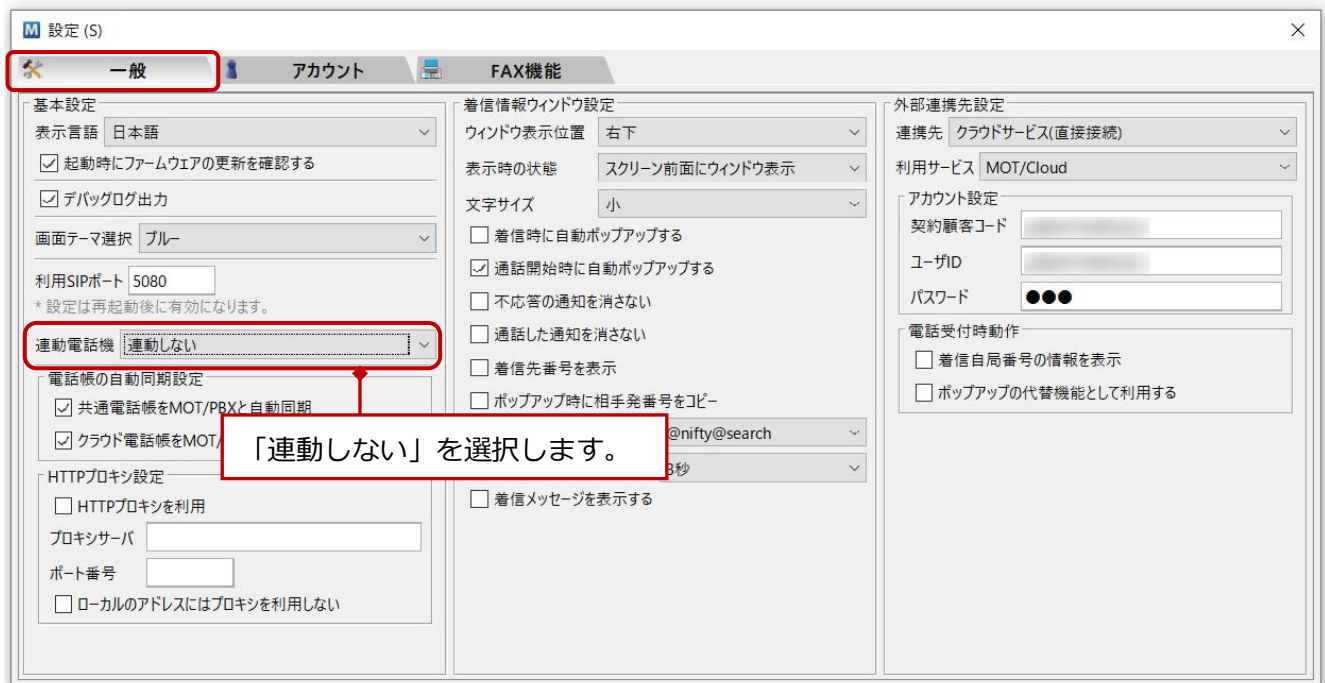 設定 (S)
一般
アカウント
FAX機能
基本設定
表示言語 日本語
起動時にファームウェアの更新を確認する
デバッグログ出力
画面テーマ選択 ブルー
利用SIPポート 5080
* 設定は再起動後に有効になります。
連動電話機 連動しない
電話帳の自動同期設定
共通電話帳をMOT/PBXと自動同期
クラウド電話帳をMOT/
「連動しない」を選択します。
HTTPプロキシ設定
HTTPプロキシを利用
プロキシサーバ
ポート番号
ローカルのアドレスにはプロキシを利用しない
着信情報ウィンドウ設定
ウィンドウ表示位置 右下
表示時の状態 スクリーン前面にウィンドウ表示
文字サイズ 小
着信時に自動ポップアップする
通話開始時に自動ポップアップする
不応答の通知を消さない
通話した通知を消さない
着信先番号を表示
ポップアップ時に相手発番号をコピー
@nifty@search
3秒
着信メッセージを表示する
外部連携先設定
連携先 クラウドサービス(直接接続)
利用サービス MOT/Cloud
アカウント設定
契約顧客コード
ユーザID
パスワード ●●●
電話受付時動作
着信自局番号の情報を表示
ポップアップの代替機能として利用する